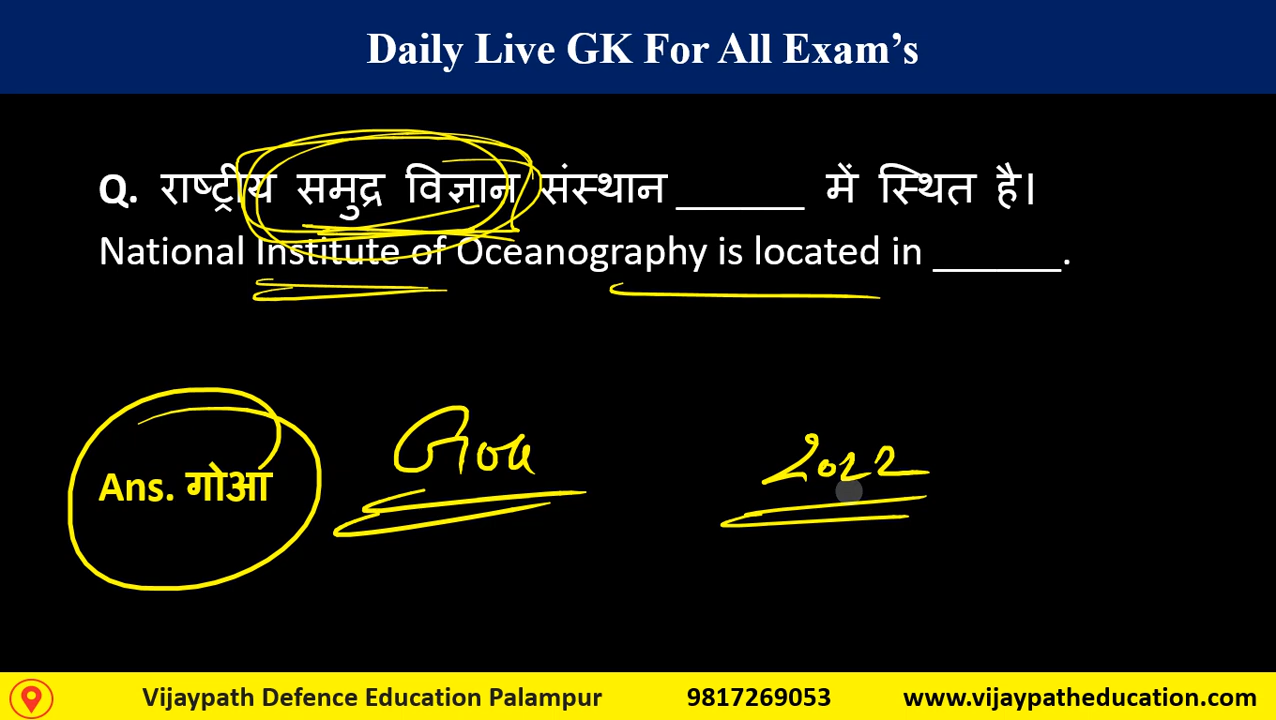 Daily Live GK For All Exam’s
Q. राष्ट्रीय समुद्र विज्ञान संस्थान ______ में स्थित है।
National Institute of Oceanography is located in ______.
Ans. गोआ Goa 2022
Vijaypath Defence Education Palampur 9817269053 www.vijaypatheducation.com